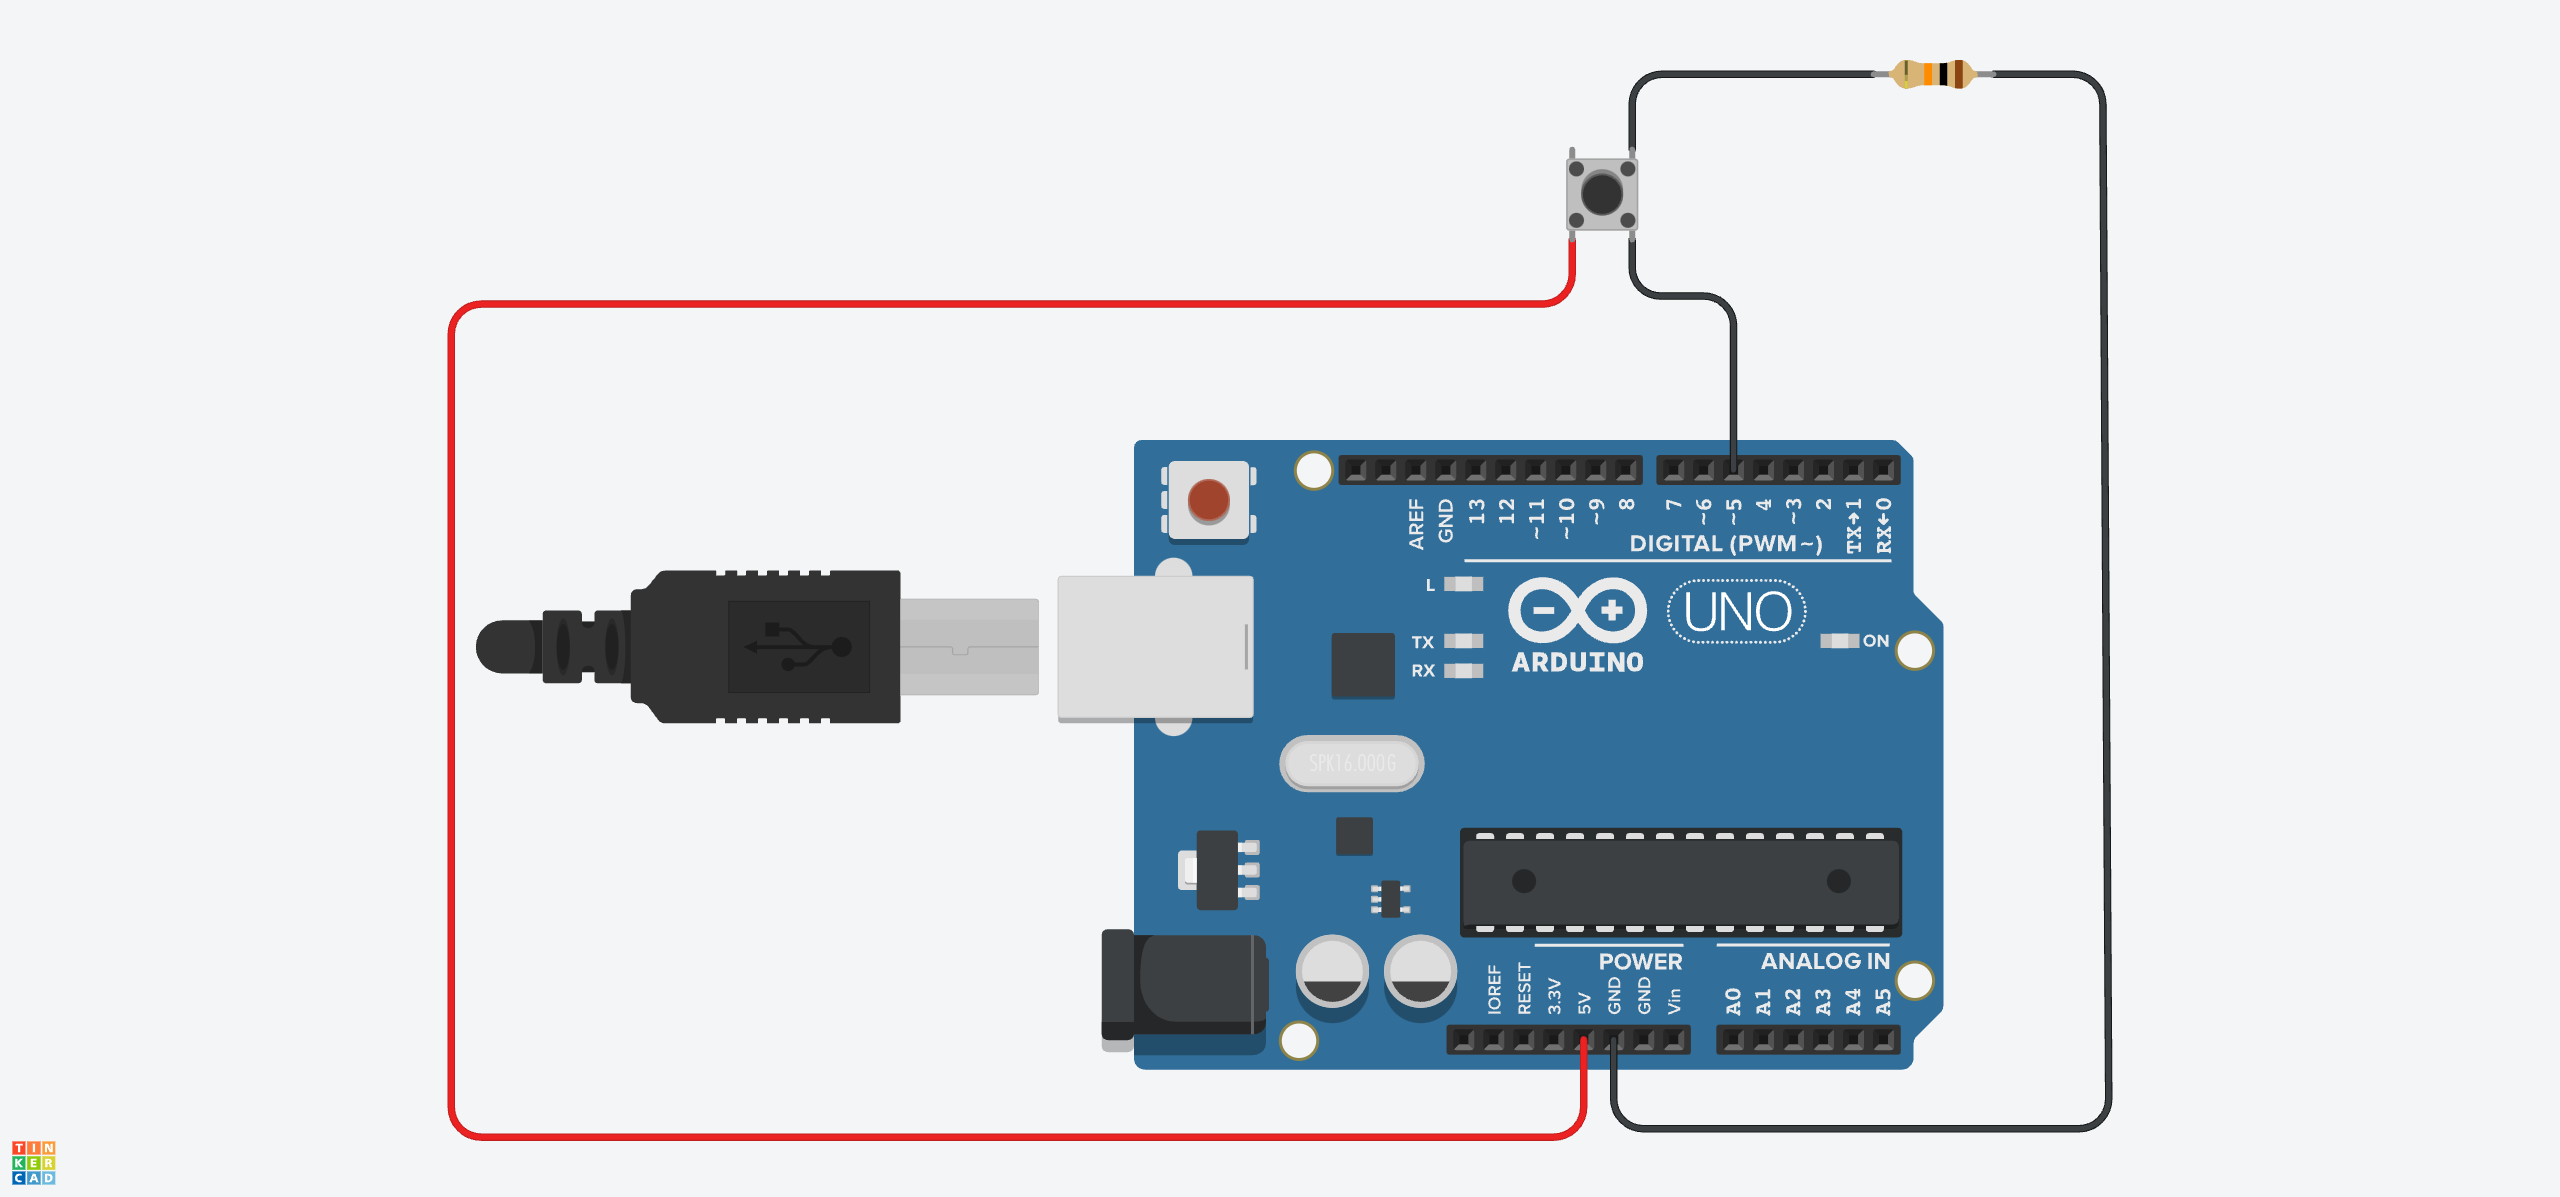 AREF
GND
13
12
~11
~10
~9
8
7
~6
~5
4
~3
2
TX→1
RX←0
DIGITAL (PWM~)
L
TX
RX
ARDUINO
UNO
ON
SPK16.000G
POWER
ANALOG IN
IOREF
RESET
3.3V
5V
GND
GND
Vin
A0
A1
A2
A3
A4
A5
TIN
KER
CAD